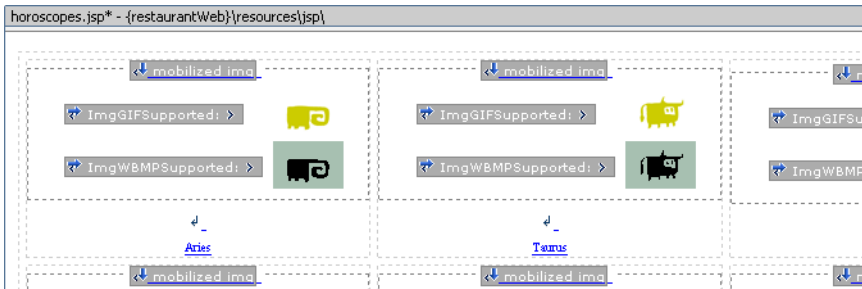 horoscopes.jsp* - {restaurantWeb}\resources\jsp\
mobilized img mobilized img
ImgGIFSupported: ImgGIFSupported: ImgGIFSu
ImgWBMPSupported: ImgWBMPSupported: ImgWBMP
Aries Taurus
mobilized img mobilized img